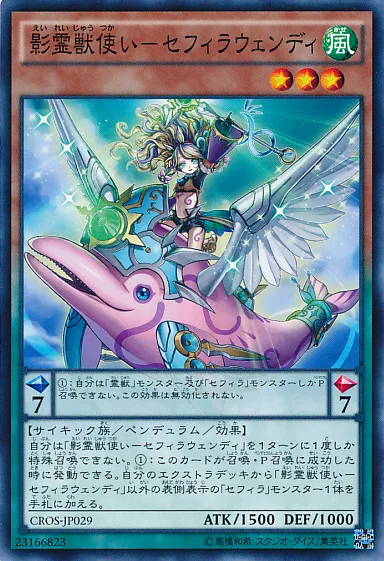 影霊獣使い－セフィラウェンディ
風
①：自分は「霊獣」モンスター及び「セフィラ」モンスターしかP
召喚できない。この効果は無効化されない。
7
7
【サイキック族／ペンデュラム／効果】
自分は「影霊獣使い－セフィラウェンディ」を1ターンに1度しか
特殊召喚できない。①：このカードが召喚・P召喚に成功した
時に発動できる。自分のエクストラデッキから「影霊獣使い－
セフィラウェンディ」以外の表側表示の「セフィラ」モンスター1体を
手札に加える。
CROS-JP029
ATK/1500
DEF/1000
23166823
©高橋和希 スタジオ・ダイス/集英社